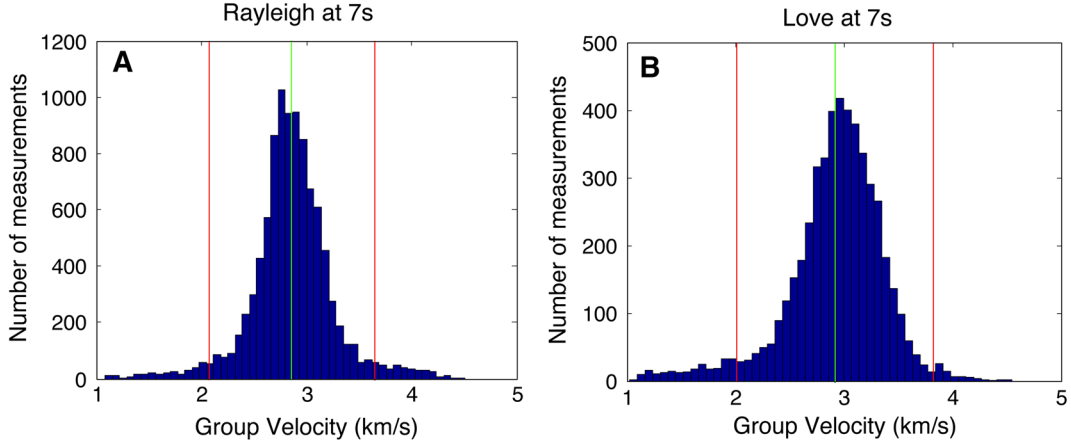 Rayleigh at 7s
A
1200
1000
800
600
400
200
0
Number of measurements
1 2 3 4 5
Group Velocity (km/s)
Love at 7s
B
500
400
300
200
100
0
Number of measurements
1 2 3 4 5
Group Velocity (km/s)